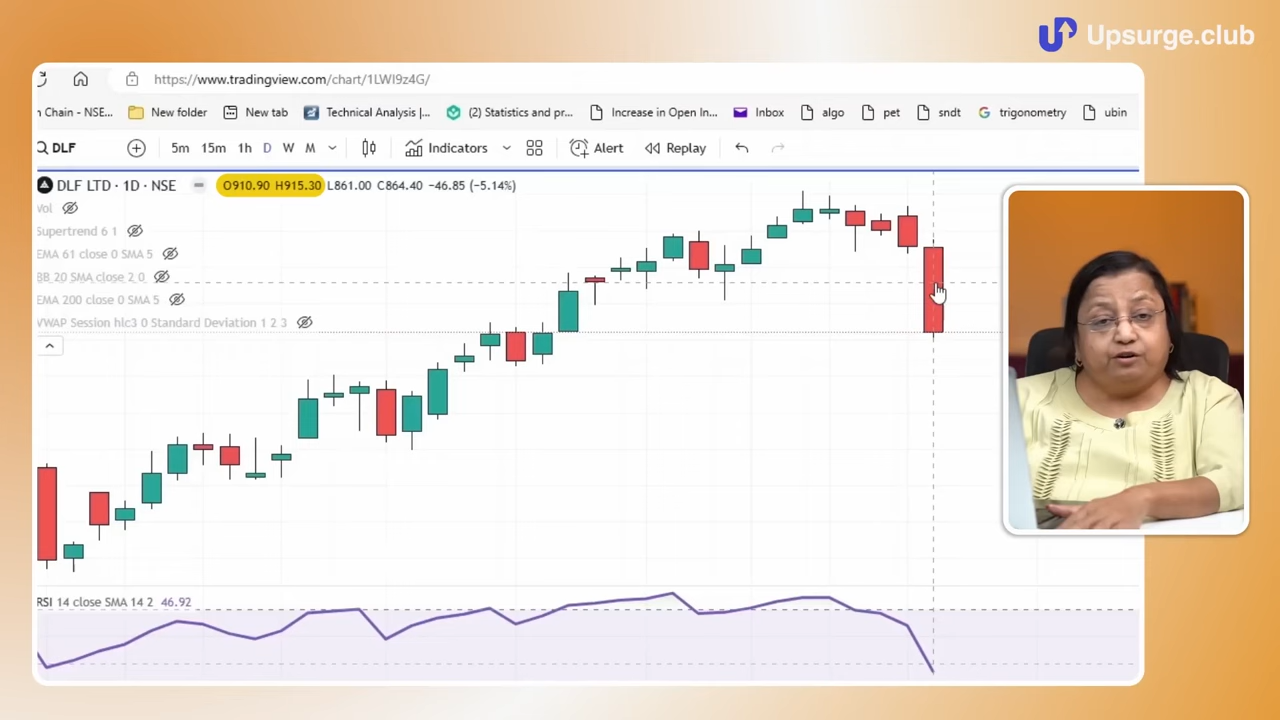 Upsurge.club
https://www.tradingview.com/chart/1LWI9z4G/
n Chain - NSE... New folder New tab Technical Analysis |... (2) Statistics and pr... Increase in Open In... Inbox algo pet sndt trigonometry ubin
DLF 5m 15m 1h D W M Indicators Alert Replay
DLF LTD · 1D · NSE O910.90 H915.30 L861.00 C864.40 −46.85 (−5.14%)
Vol
Supertrend 6 1
EMA 61 close 0 SMA 5
BB 20 SMA close 2 0
EMA 200 close 0 SMA 5
VWAP Session hlc3 0 Standard Deviation 1 2 3
RSI 14 close SMA 14 2 46.92